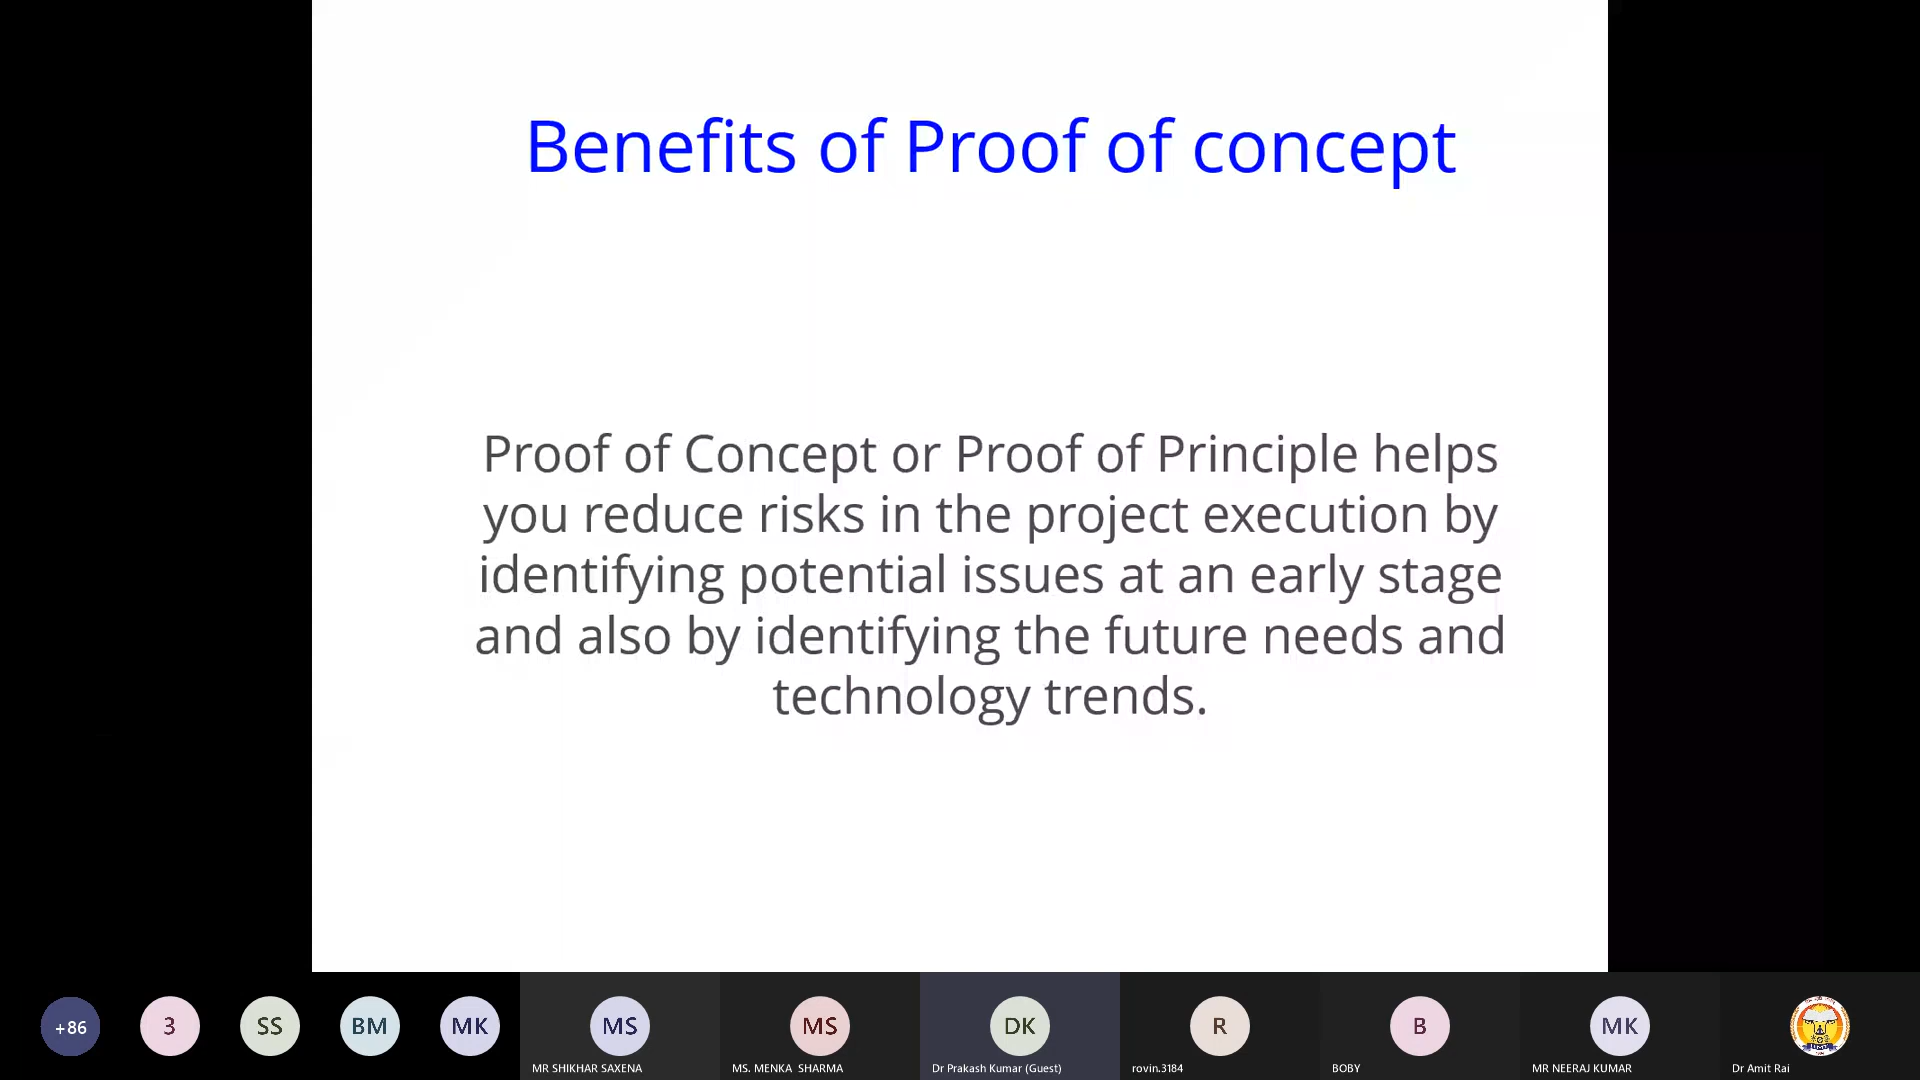 Benefits of Proof of concept
Proof of Concept or Proof of Principle helps
you reduce risks in the project execution by
identifying potential issues at an early stage
and also by identifying the future needs and
technology trends.
+86
3
SS
BM
MK
MS
MS
DK
R
B
MK
MR SHIKHAR SAXENA
MS. MENKA SHARMA
Dr Prakash Kumar (Guest)
rovin.3184
BOBY
MR NEERAJ KUMAR
Dr Amit Rai